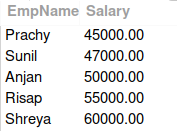 EmpName Salary
Prachy 45000.00
Sunil 47000.00
Anjan 50000.00
Risap 55000.00
Shreya 60000.00